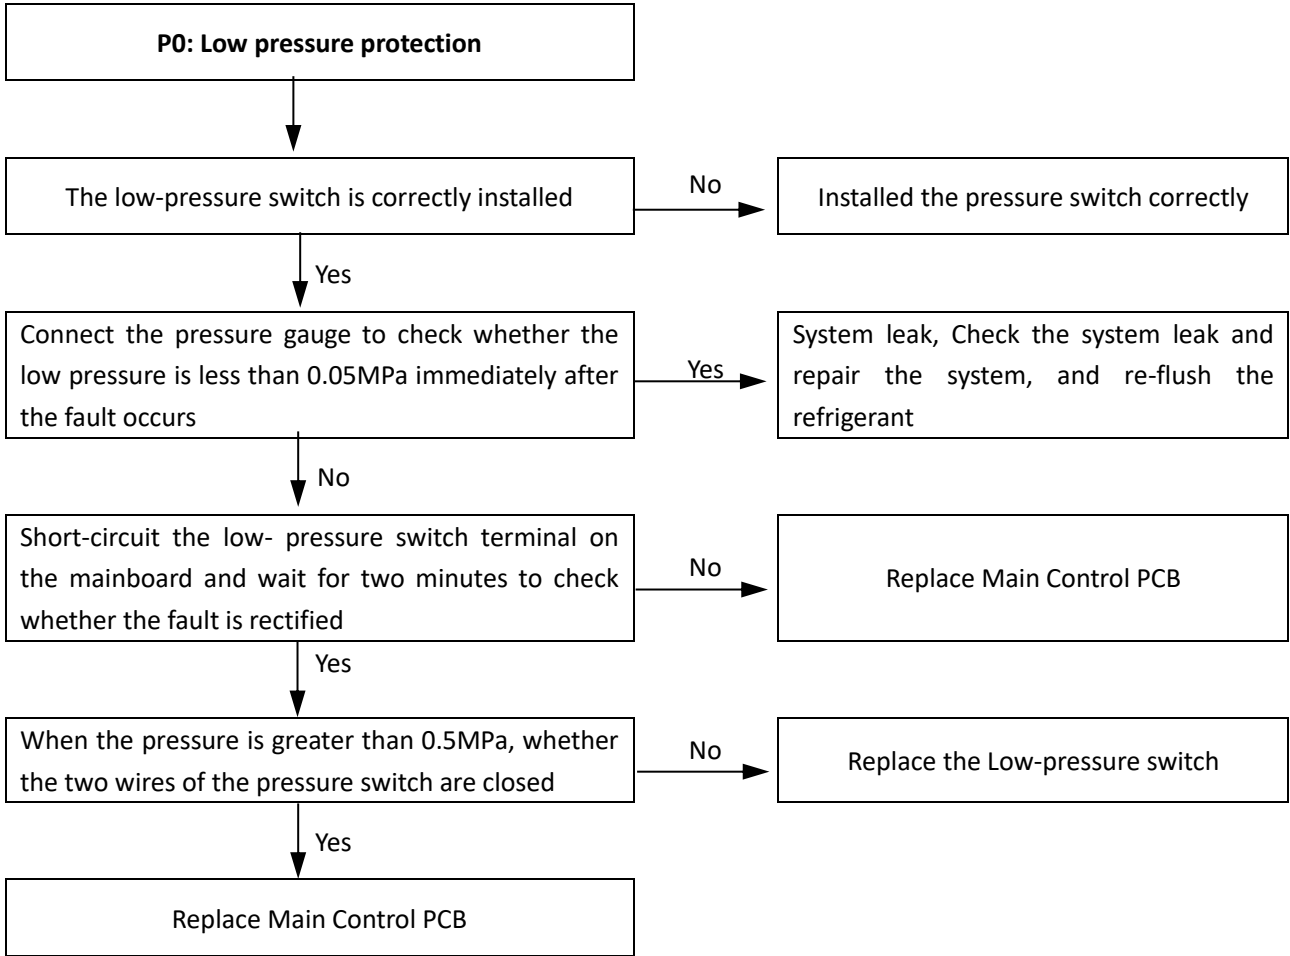 P0: Low pressure protection
The low-pressure switch is correctly installed
No
Installed the pressure switch correctly
Yes
Connect the pressure gauge to check whether the
low pressure is less than 0.05MPa immediately after
the fault occurs
Yes
System leak, Check the system leak and
repair the system, and re-flush the
refrigerant
No
Short-circuit the low- pressure switch terminal on
the mainboard and wait for two minutes to check
whether the fault is rectified
No
Replace Main Control PCB
Yes
When the pressure is greater than 0.5MPa, whether
the two wires of the pressure switch are closed
No
Replace the Low-pressure switch
Yes
Replace Main Control PCB